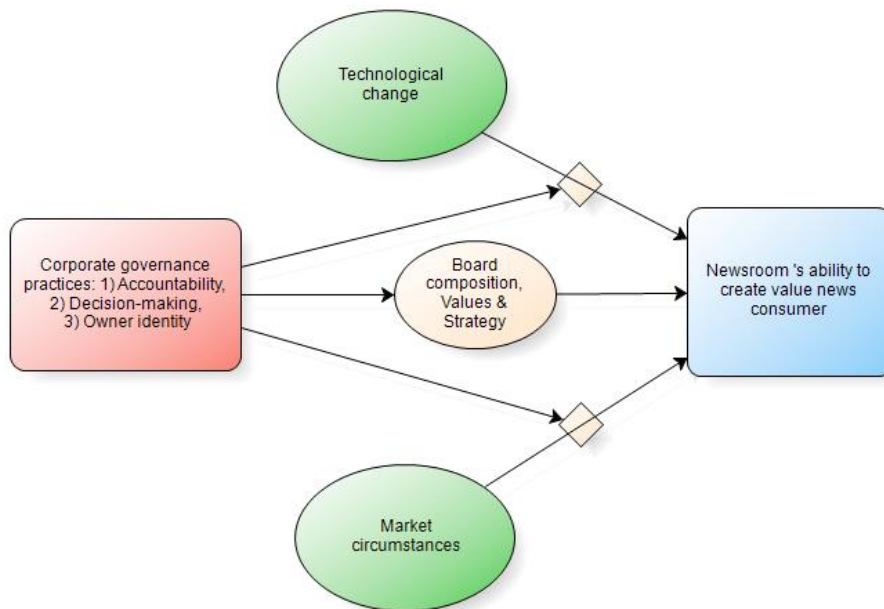 Technological
change
Corporate governance
practices: 1) Accountability,
2) Decision-making,
3) Owner identity
Board
composition,
Values &
Strategy
Newsroom 's ability to
create value news
consumer
Market
circumstances